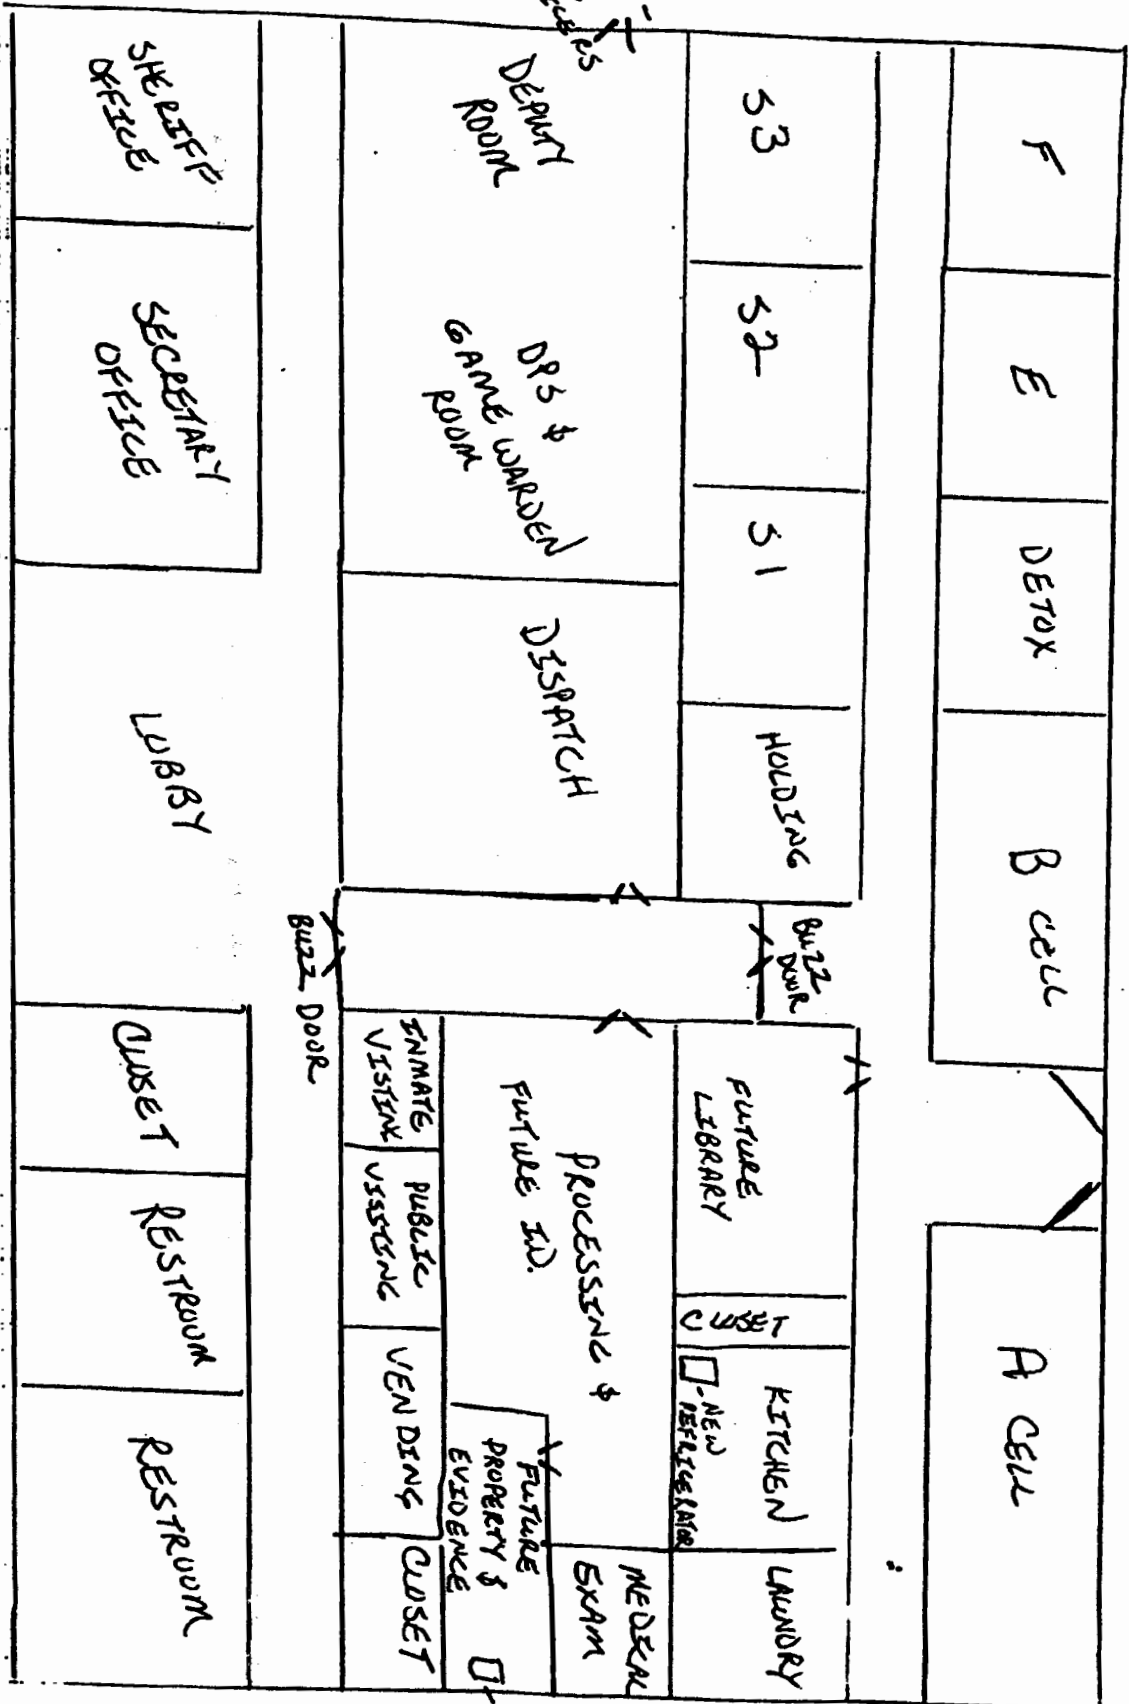 F
E
DETOX
B CELL
A CELL
S3
S2
S1
HOLDING
BUZZ
DOOR
FUTURE
LIBRARY
CLOSET
KITCHEN
- NEW
REFRIGERATOR
LAUNDRY
DEPUTY
ROOM
DPS &
GAME WARDEN
ROOM
DISPATCH
PROCESSING &
FUTURE I.D.
MEDICAL
EXAM
FUTURE
PROPERTY &
EVIDENCE
INMATE
VISTING
PUBLIC
VISITING
VENDING
CLOSET
BUZZ DOOR
SHERIFF
OFFICE
SECRETARY
OFFICE
LOBBY
CLOSET
RESTROOM
RESTROOM